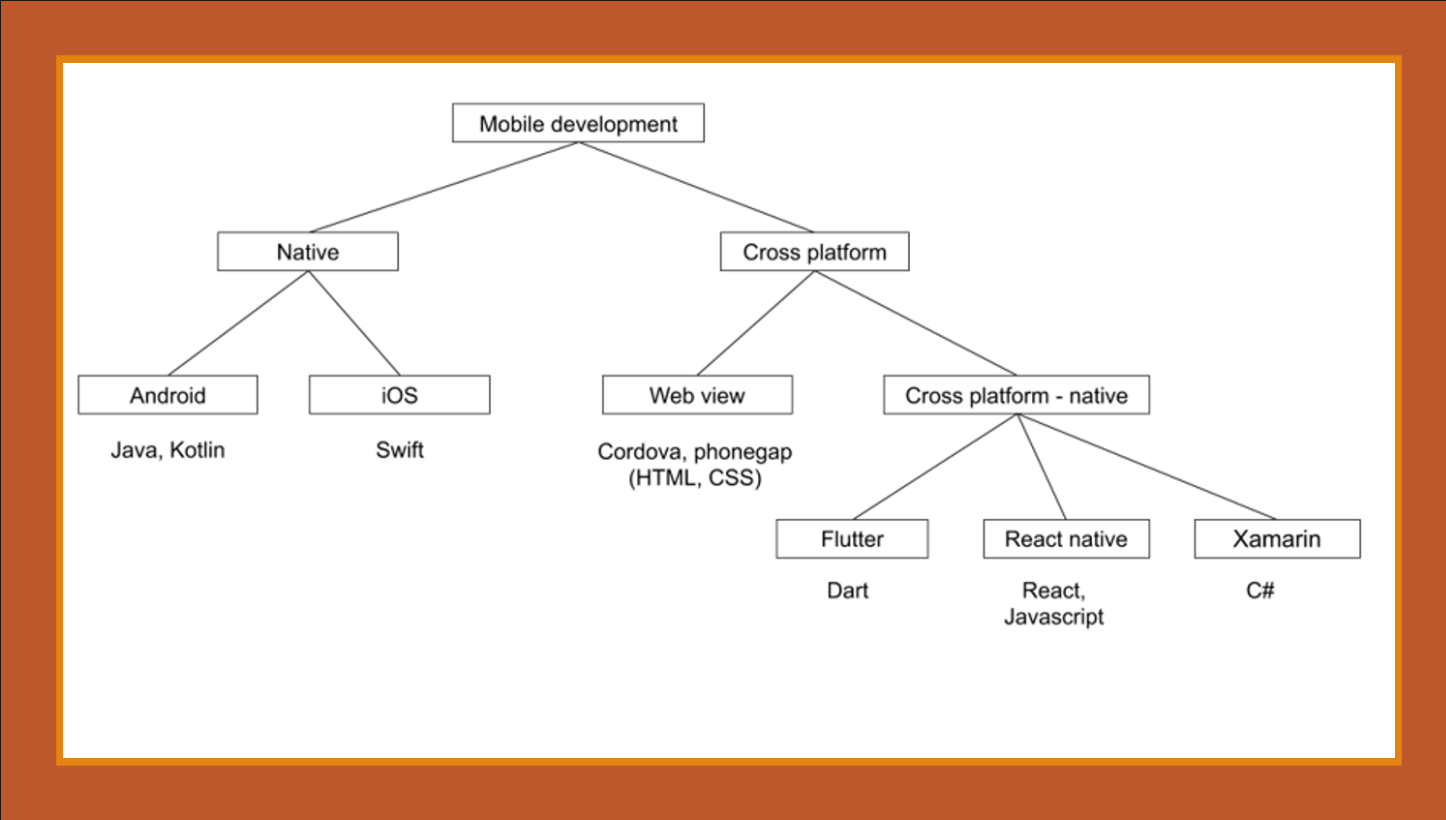 Mobile development
Native
Cross platform
Android
iOS
Web view
Cross platform - native
Java, Kotlin
Swift
Cordova, phonegap
(HTML, CSS)
Flutter
React native
Xamarin
Dart
React,
Javascript
C#